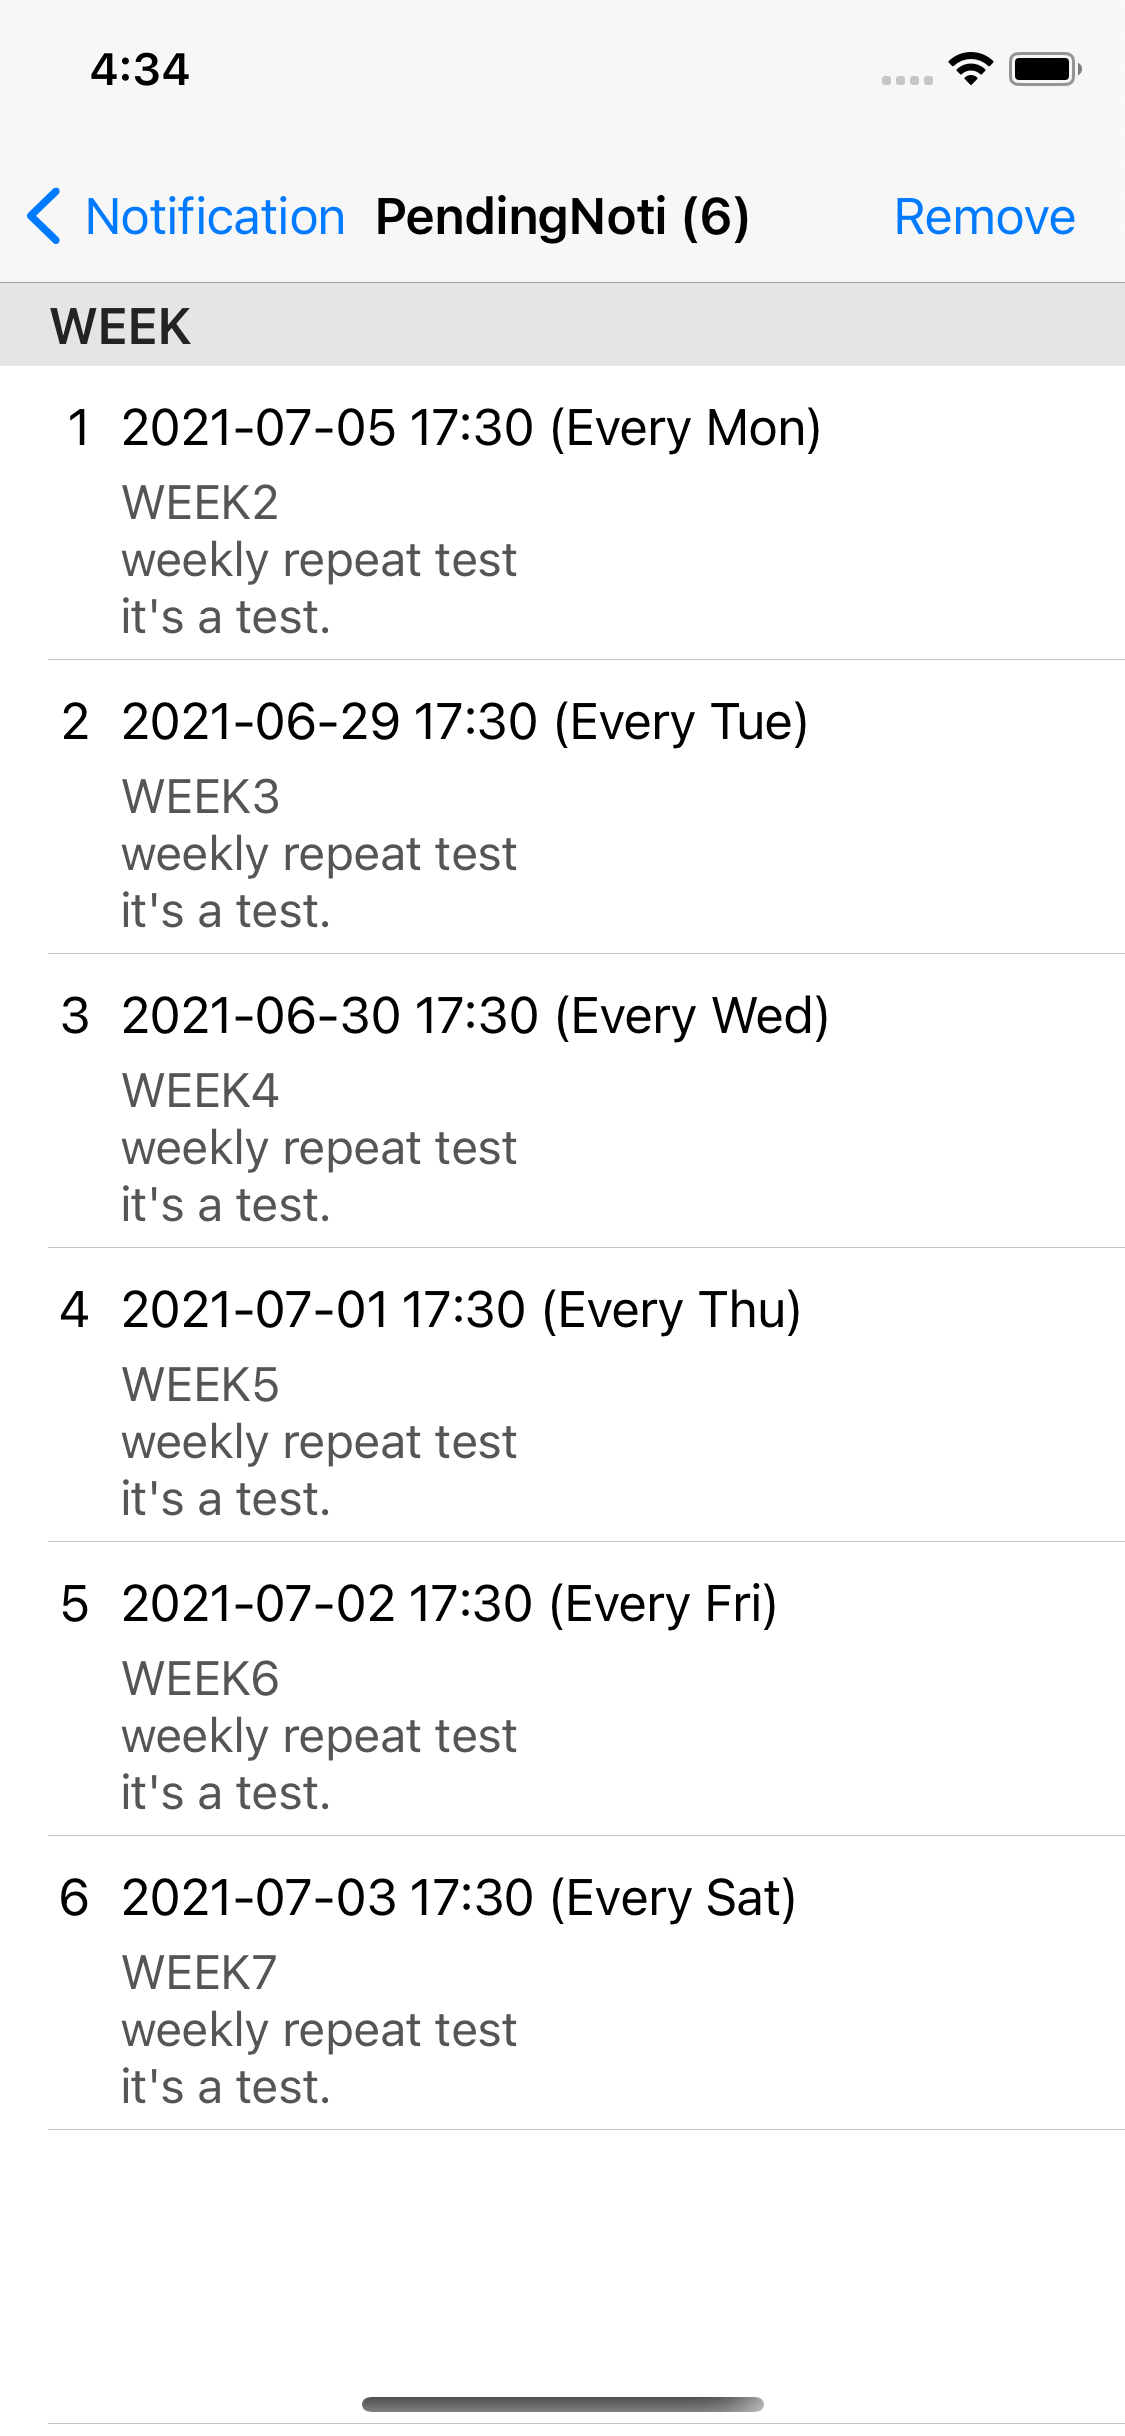 4:34
Notification PendingNoti (6) Remove
WEEK
1 2021-07-05 17:30 (Every Mon)
WEEK2
weekly repeat test
it's a test.
2 2021-06-29 17:30 (Every Tue)
WEEK3
weekly repeat test
it's a test.
3 2021-06-30 17:30 (Every Wed)
WEEK4
weekly repeat test
it's a test.
4 2021-07-01 17:30 (Every Thu)
WEEK5
weekly repeat test
it's a test.
5 2021-07-02 17:30 (Every Fri)
WEEK6
weekly repeat test
it's a test.
6 2021-07-03 17:30 (Every Sat)
WEEK7
weekly repeat test
it's a test.